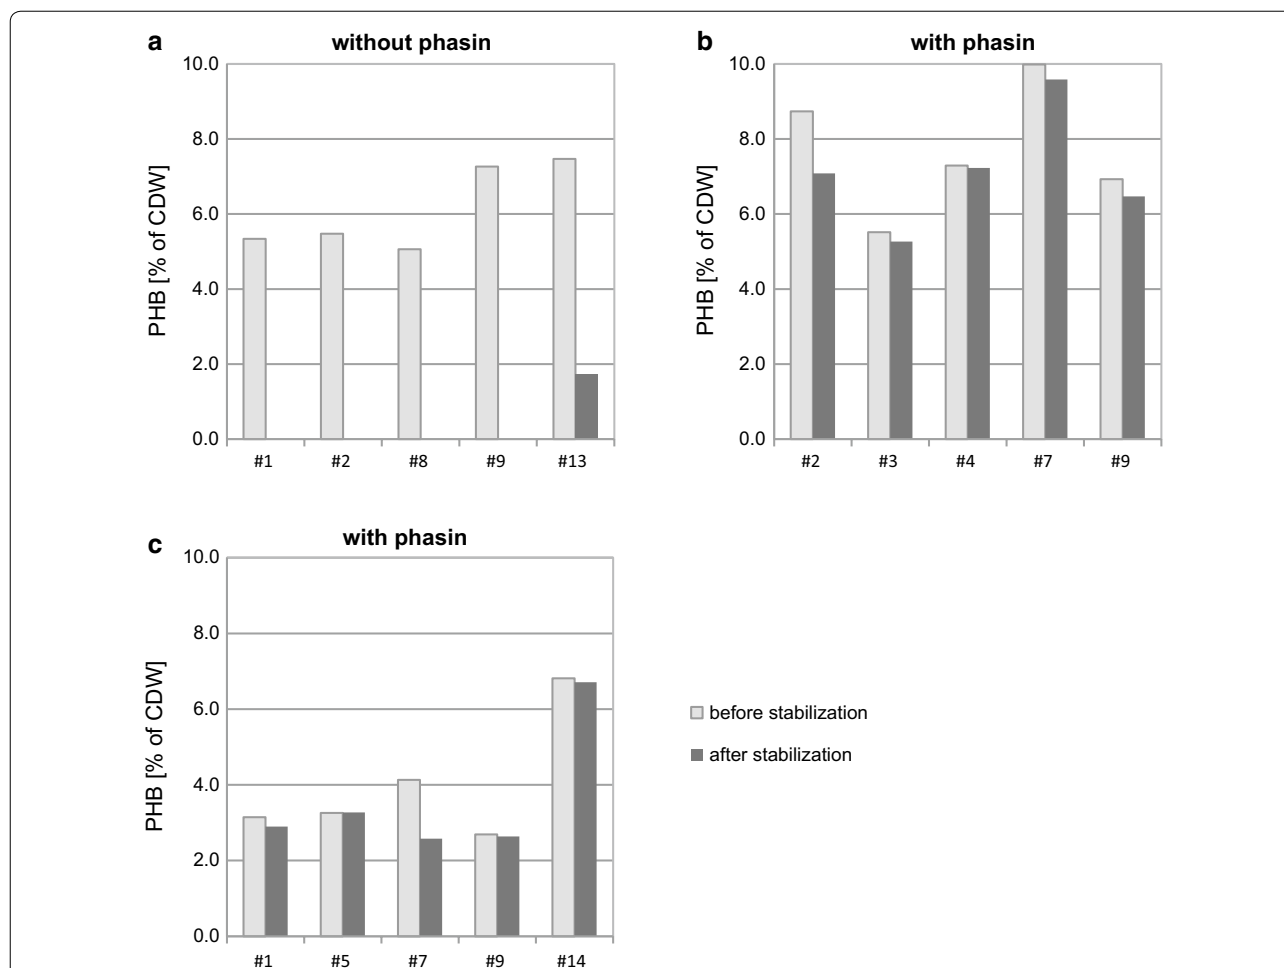 a without phasin
PHB [% of CDW]
10.0
8.0
6.0
4.0
2.0
0.0
#1 #2 #8 #9 #13
b with phasin
PHB [% of CDW]
10.0
8.0
6.0
4.0
2.0
0.0
#2 #3 #4 #7 #9
c with phasin
PHB [% of CDW]
10.0
8.0
6.0
4.0
2.0
0.0
#1 #5 #7 #9 #14
before stabilization
after stabilization